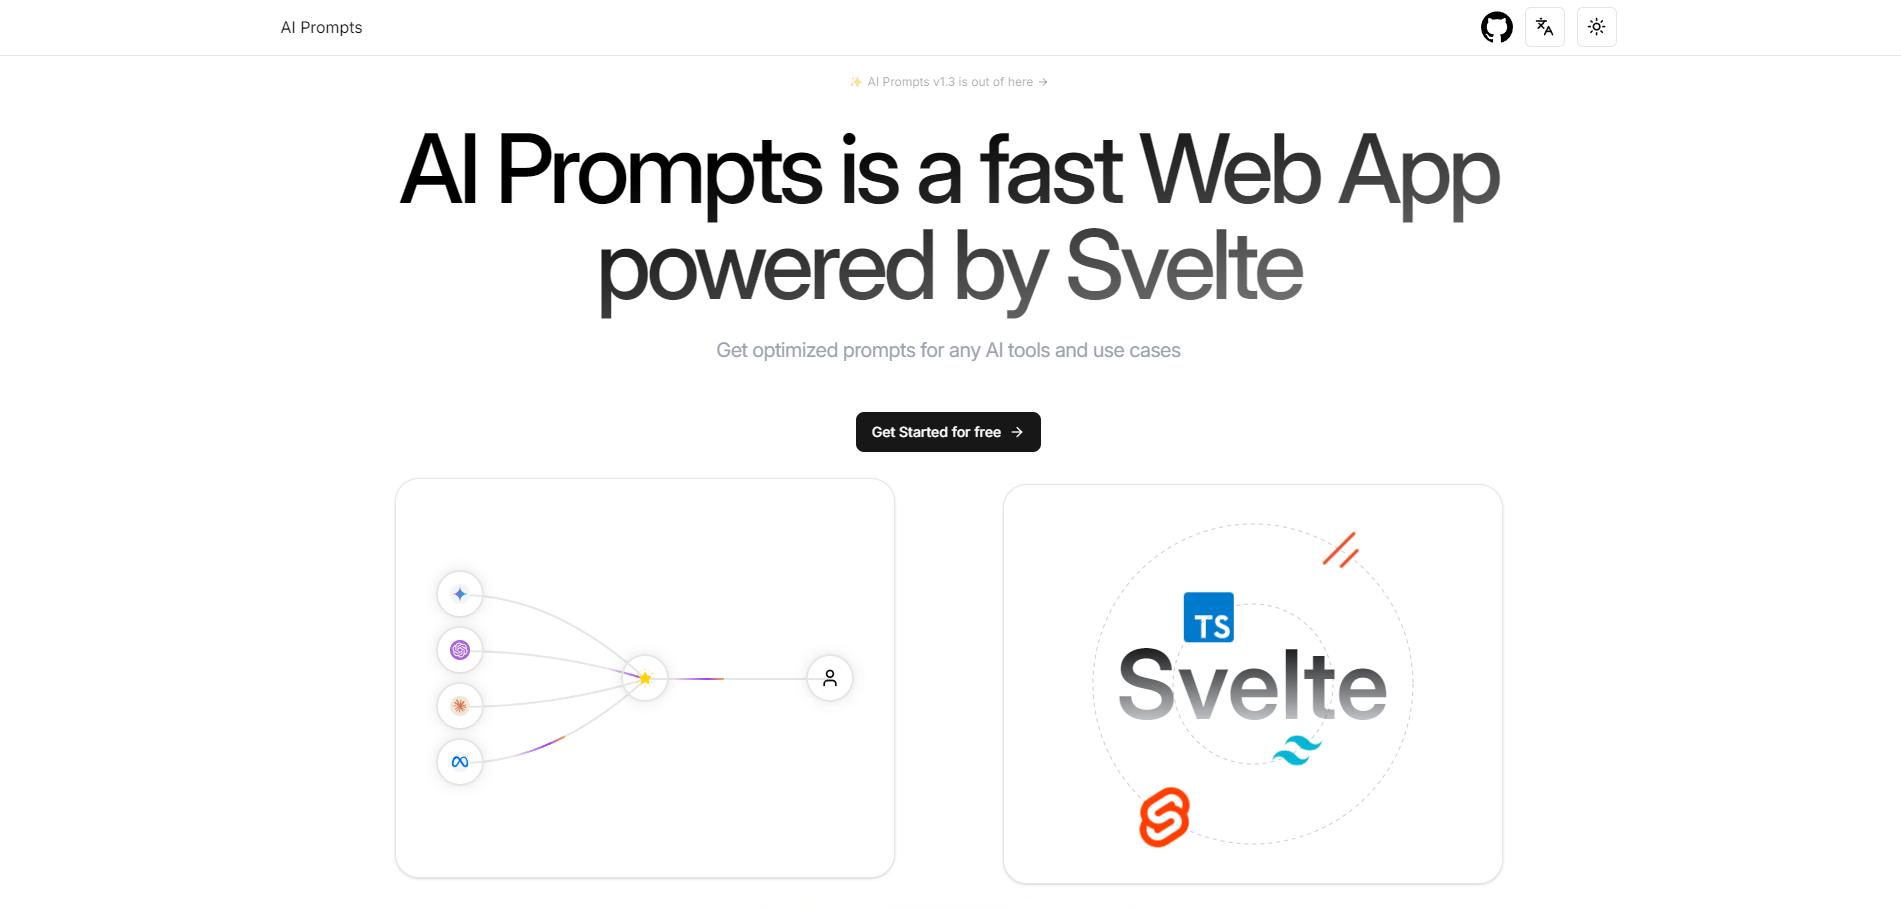 AI Prompts
✨ AI Prompts v1.3 is out of here →
AI Prompts is a fast Web App
powered by Svelte
Get optimized prompts for any AI tools and use cases
Get Started for free →
TS
Svelte